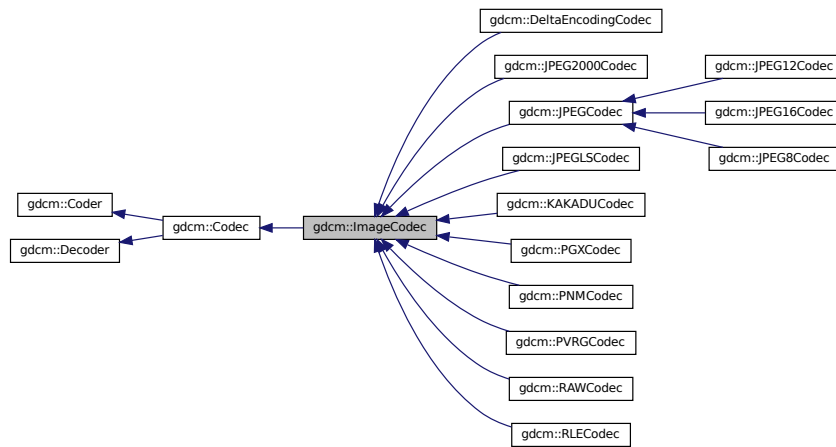 gdcm::DeltaEncodingCodec
gdcm::JPEG2000Codec
gdcm::JPEG12Codec
gdcm::JPEGCodec
gdcm::JPEG16Codec
gdcm::JPEGLSCodec
gdcm::JPEG8Codec
gdcm::Coder
gdcm::KAKADUCodec
gdcm::Codec
gdcm::ImageCodec
gdcm::Decoder
gdcm::PGXCodec
gdcm::PNMCodec
gdcm::PVRGCodec
gdcm::RAWCodec
gdcm::RLECodec